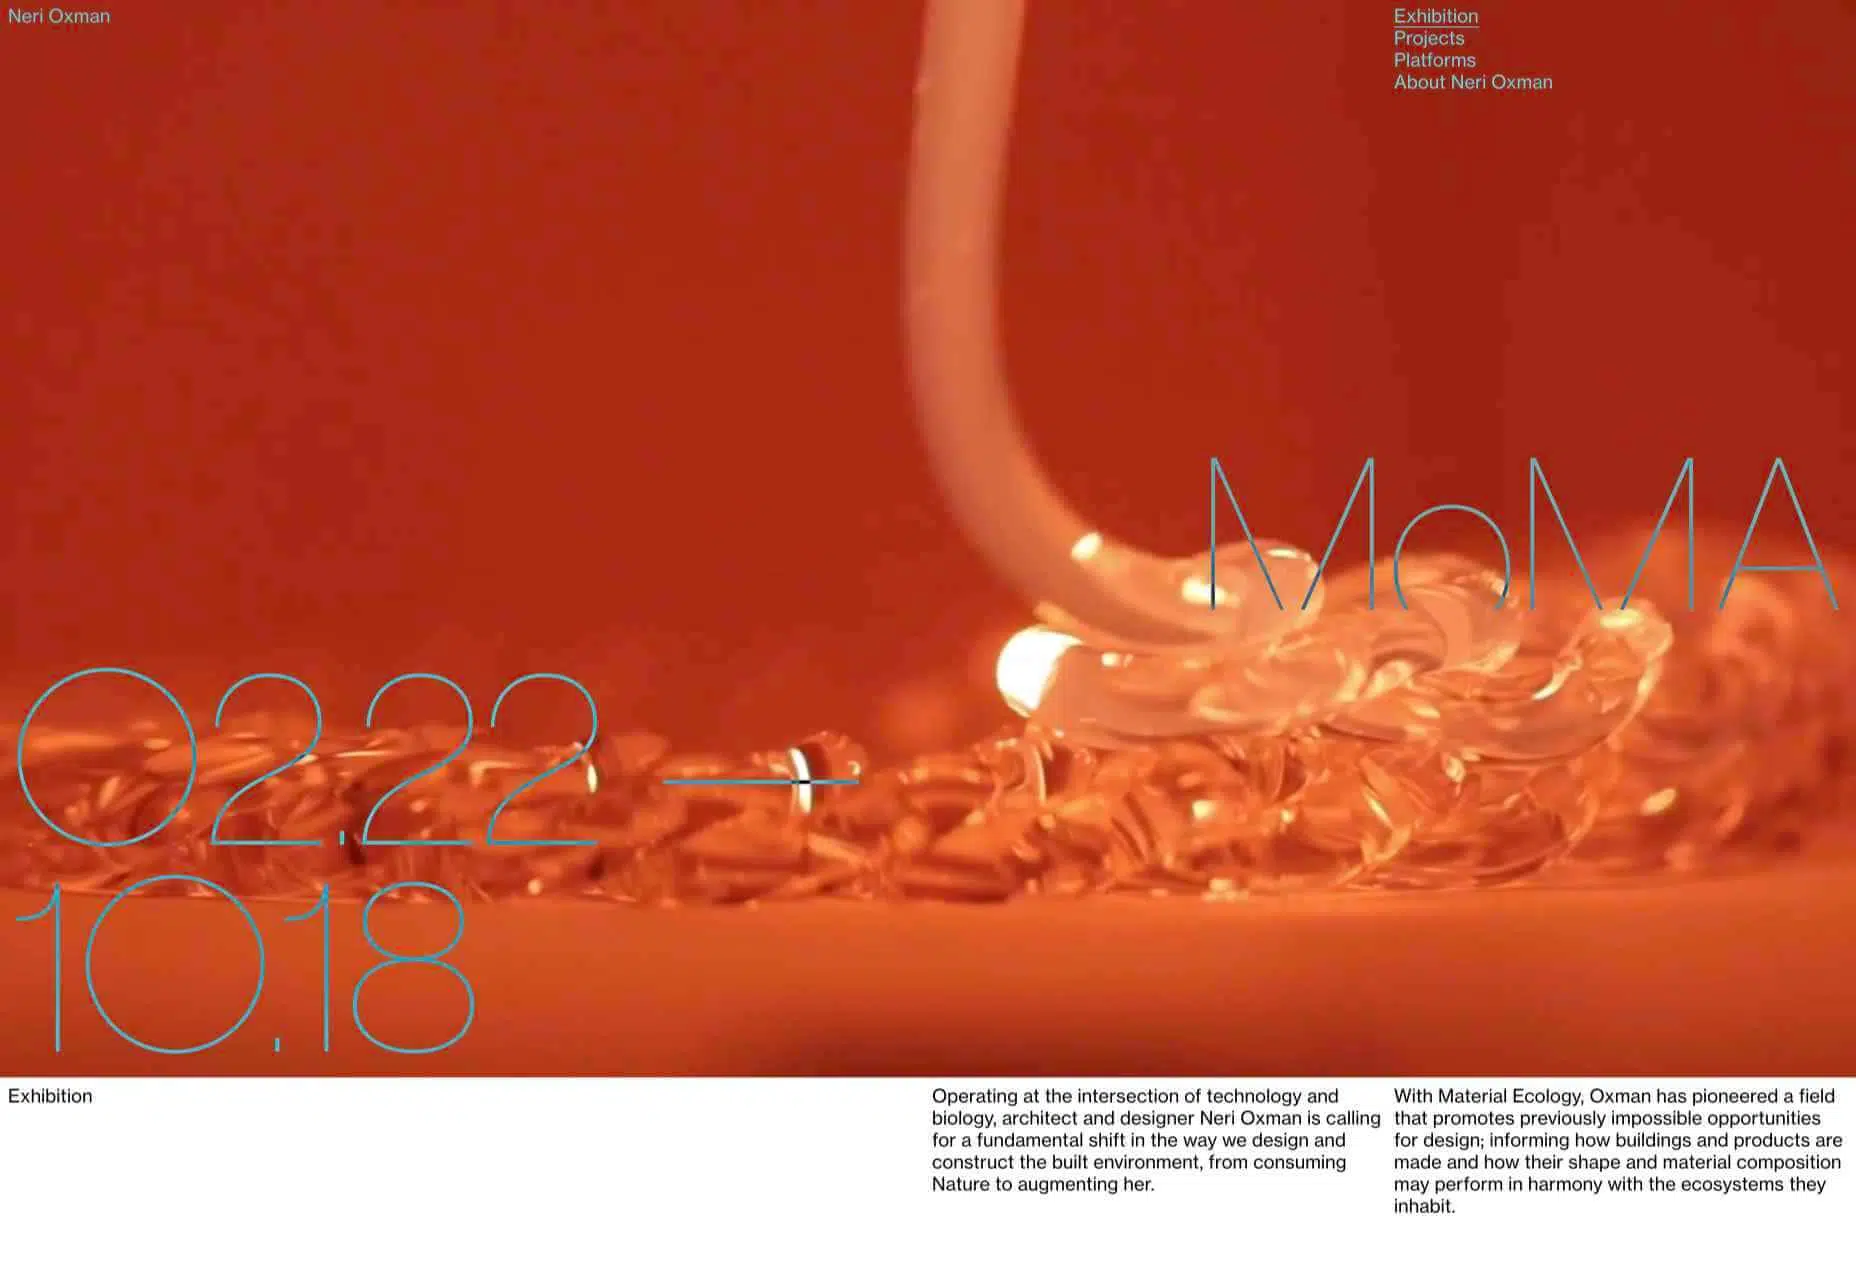 Neri Oxman
Exhibition
Projects
Platforms
About Neri Oxman
MoMA
02.22 —
10.18
Exhibition
Operating at the intersection of technology and
biology, architect and designer Neri Oxman is calling
for a fundamental shift in the way we design and
construct the built environment, from consuming
Nature to augmenting her.
With Material Ecology, Oxman has pioneered a field
that promotes previously impossible opportunities
for design; informing how buildings and products are
made and how their shape and material composition
may perform in harmony with the ecosystems they
inhabit.